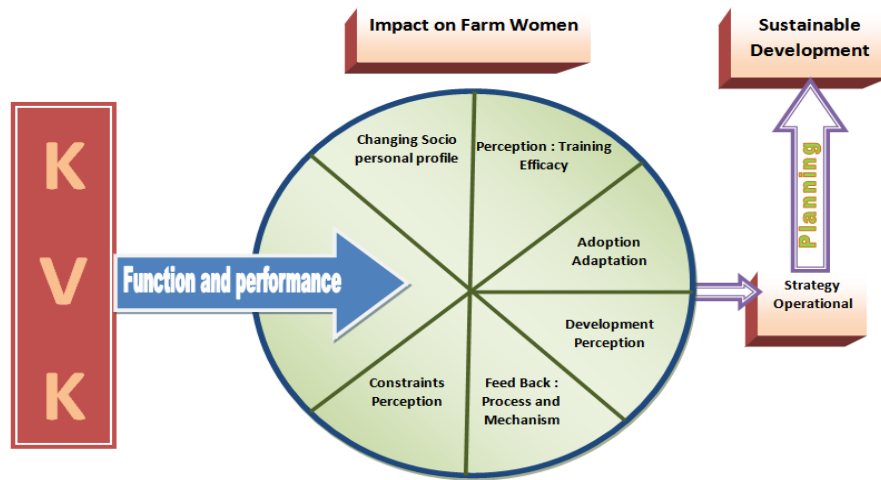 Impact on Farm Women
Sustainable
Development
K
V
K
Function and performance
Changing Socio
personal profile
Perception : Training
Efficacy
Adoption
Adaptation
Development
Perception
Feed Back :
Process and
Mechanism
Constraints
Perception
Strategy
Operational
Planning